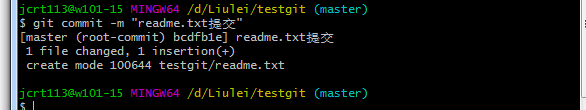 jcrt113@w101-15 MINGW64 /d/Liulei/testgit (master)
$ git commit -m "readme.txt提交"
[master (root-commit) bcdfb1e] readme.txt提交
 1 file changed, 1 insertion(+)
 create mode 100644 testgit/readme.txt
jcrt113@w101-15 MINGW64 /d/Liulei/testgit (master)
$